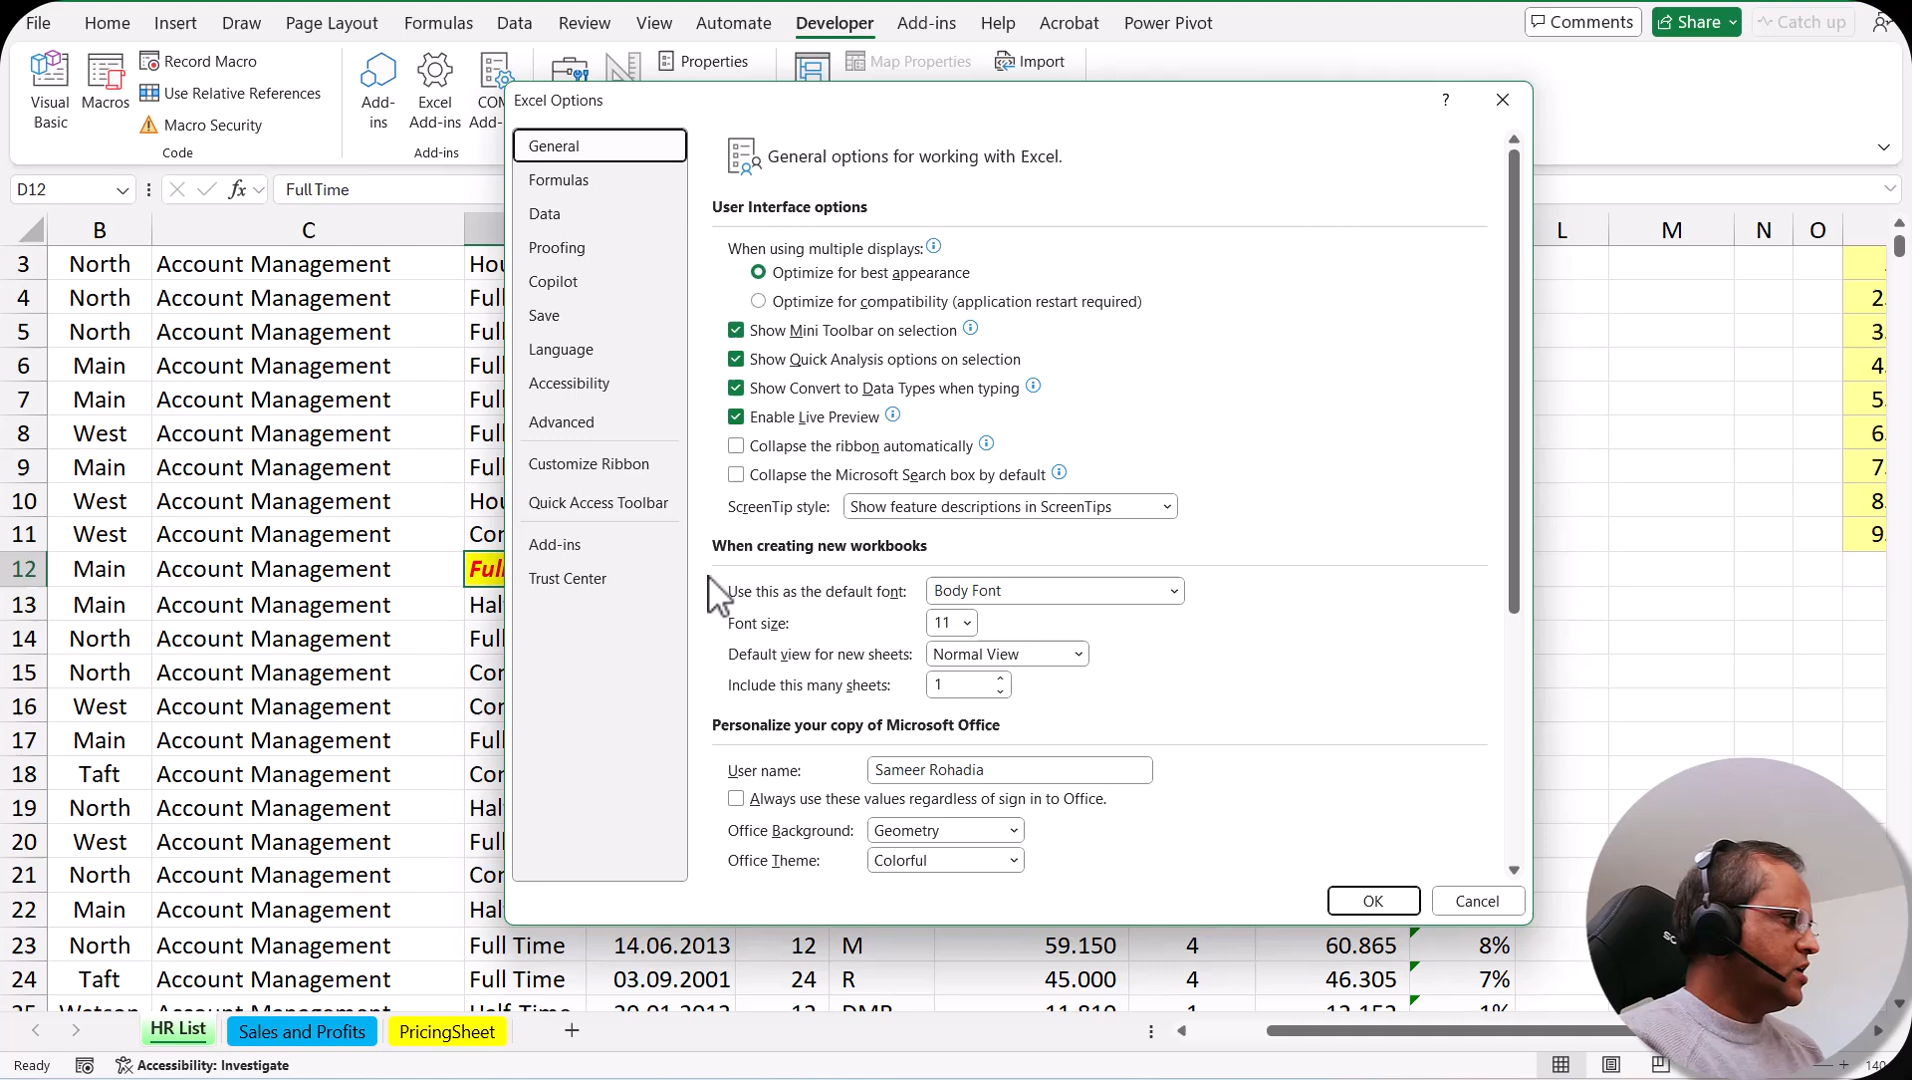 File Home Insert Draw Page Layout Formulas Data Review View Automate Developer Add-ins Help Acrobat Power Pivot Comments Share Catch up
Visual Basic
Macros
Record Macro
Use Relative References
Macro Security
Code
Add-ins
Excel Add-ins
Add-ins
Properties
Map Properties
Import
D12 fx Full Time
Excel Options ?
General
Formulas
Data
Proofing
Copilot
Save
Language
Accessibility
Advanced
Customize Ribbon
Quick Access Toolbar
Add-ins
Trust Center
General options for working with Excel.
User Interface options
When using multiple displays:
Optimize for best appearance
Optimize for compatibility (application restart required)
Show Mini Toolbar on selection
Show Quick Analysis options on selection
Show Convert to Data Types when typing
Enable Live Preview
Collapse the ribbon automatically
Collapse the Microsoft Search box by default
ScreenTip style: Show feature descriptions in ScreenTips
When creating new workbooks
Use this as the default font: Body Font
Font size: 11
Default view for new sheets: Normal View
Include this many sheets: 1
Personalize your copy of Microsoft Office
User name: Sameer Rohadia
Always use these values regardless of sign in to Office.
Office Background: Geometry
Office Theme: Colorful
OK Cancel
B C L M N O
3 North Account Management
4 North Account Management 2.
5 North Account Management 3.
6 Main Account Management 4.
7 Main Account Management 5.
8 West Account Management 6.
9 Main Account Management 7.
10 West Account Management 8.
11 West Account Management 9.
12 Main Account Management
13 Main Account Management
14 North Account Management
15 North Account Management
16 West Account Management
17 Main Account Management
18 Taft Account Management
19 North Account Management
20 West Account Management
21 North Account Management
22 Main Account Management
23 North Account Management Full Time 14.06.2013 12 M 59.150 4 60.865 8%
24 Taft Account Management Full Time 03.09.2001 24 R 45.000 4 46.305 7%
HR List Sales and Profits PricingSheet
Ready Accessibility: Investigate